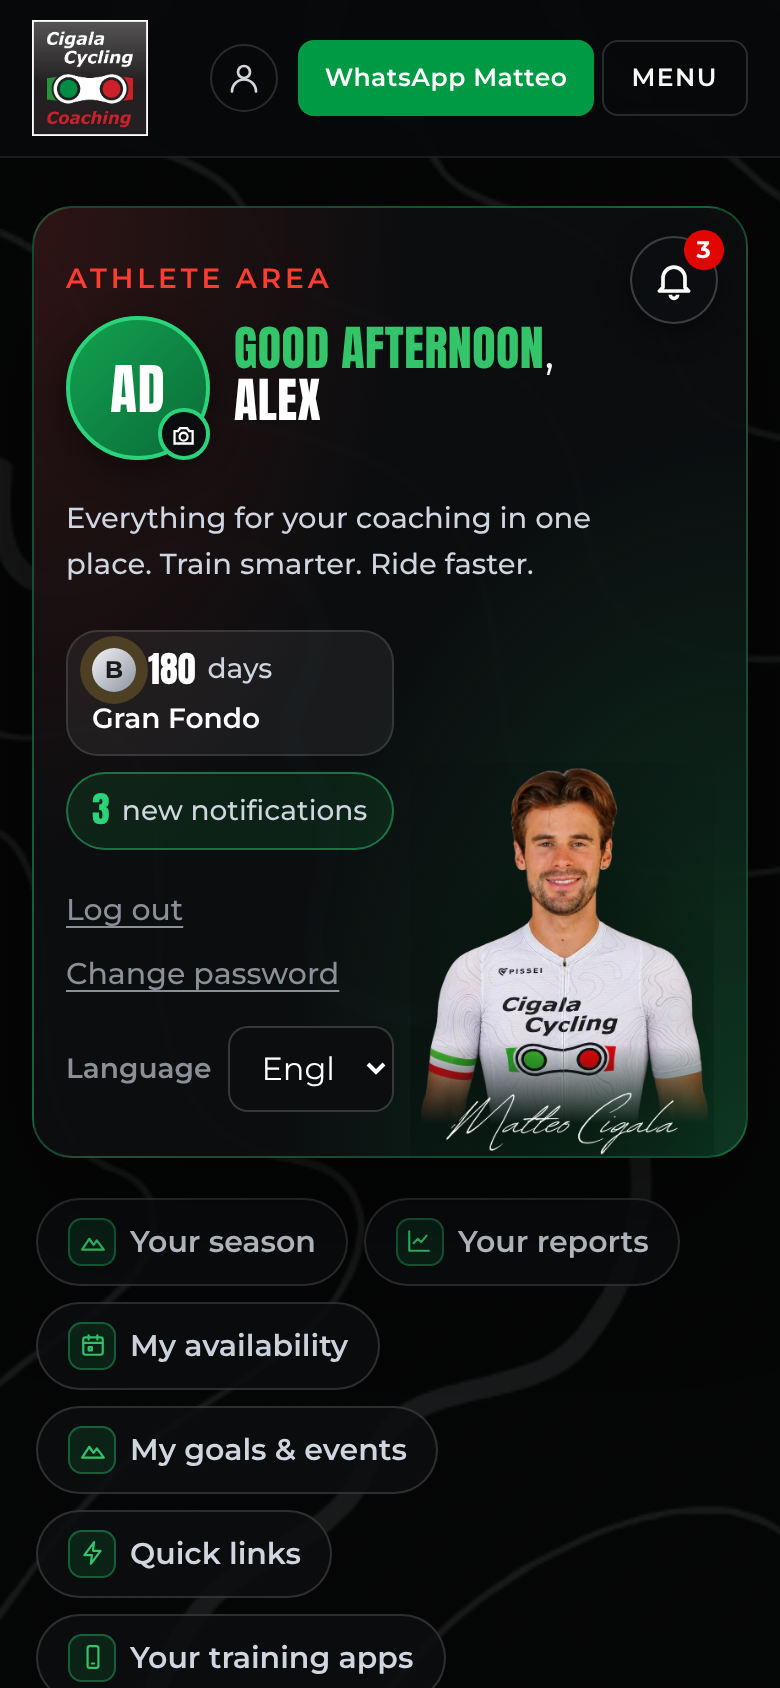 Cigala
Cycling
Coaching
WhatsApp Matteo
MENU
ATHLETE AREA
3
AD
GOOD AFTERNOON,
ALEX
Everything for your coaching in one
place. Train smarter. Ride faster.
B 180 days
Gran Fondo
3 new notifications
Log out
Change password
Language
Engl
PISSEI
Cigala
Cycling
Matteo Cigala
Your season
Your reports
My availability
My goals & events
Quick links
Your training apps